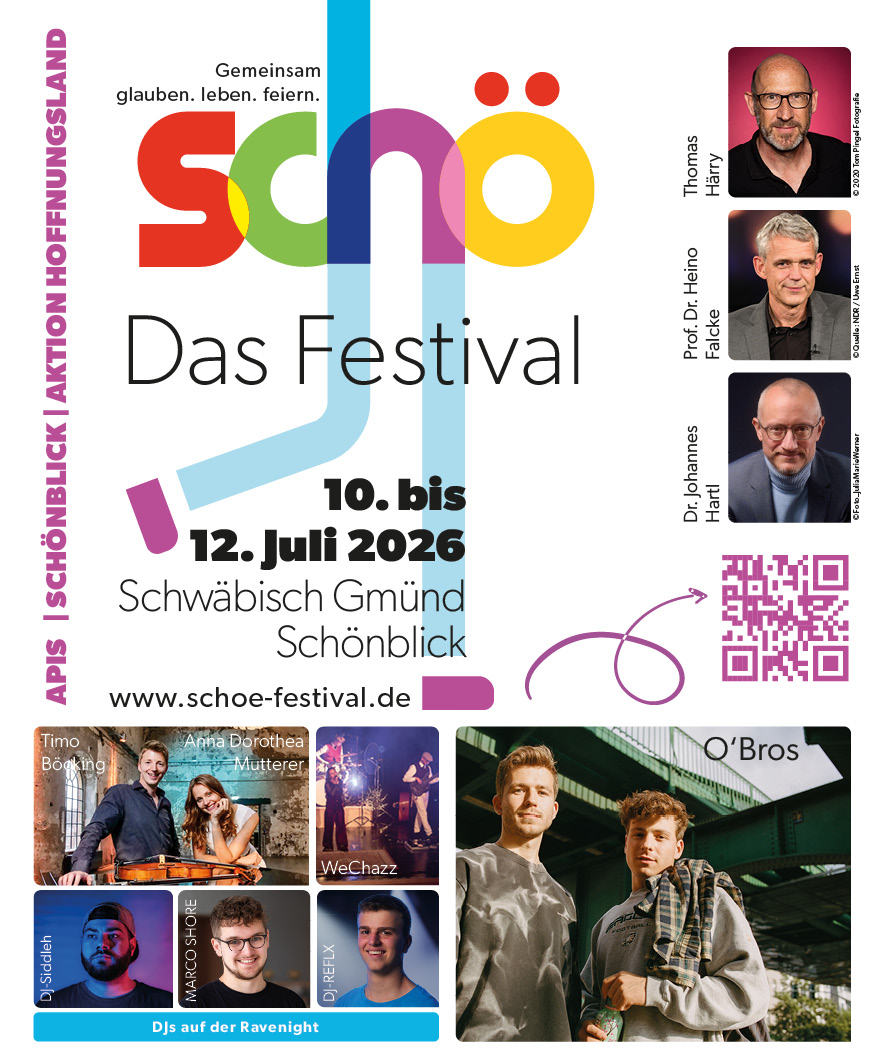 APIS | SCHÖNBLICK | AKTION HOFFNUNGSLAND
Gemeinsam
glauben. leben. feiern.
schö
Das Festival
10. bis
12. Juli 2026
Schwäbisch Gmünd
Schönblick
www.schoe-festival.de
Thomas
Härry
© 2020 Tom Pingel Fotografie
Prof. Dr. Heino
Falcke
©Quelle: NDR / Uwe Ernst
Dr. Johannes
Hartl
©Foto_JuliaMarieWerner
Timo
Böcking
Anna Dorothea
Mutterer
WeChazz
O‘Bros
DJ-Siddleh
MARCO SHORE
DJ-REFLX
DJs auf der Ravenight